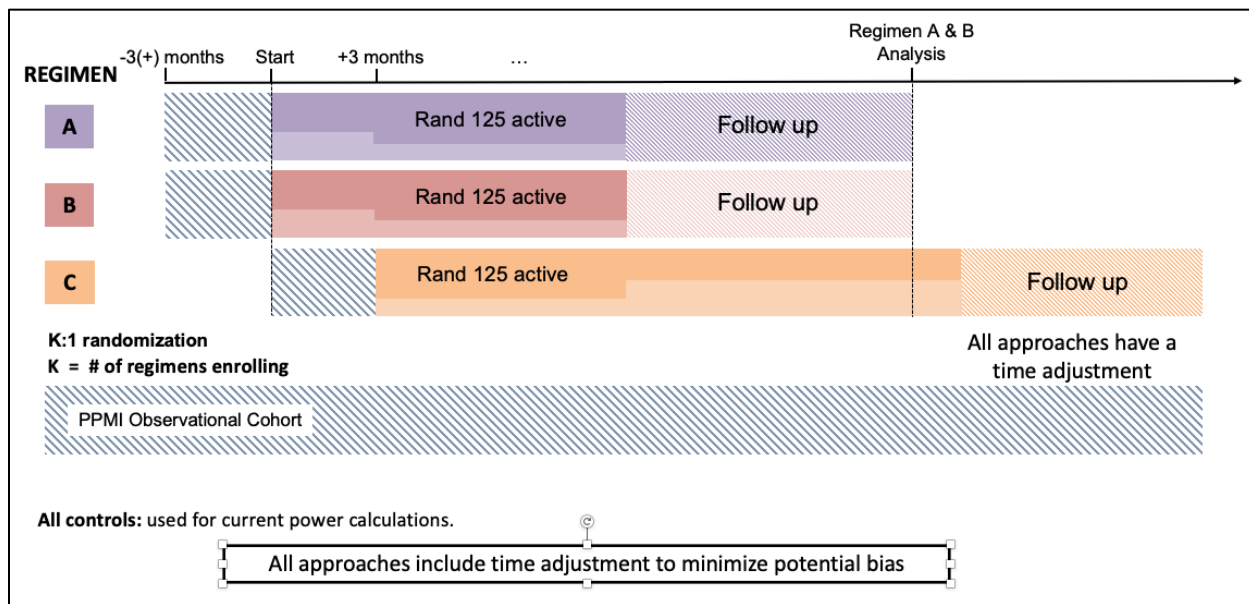 Regimen A & B
Analysis
-3(+) months
Start
+3 months
…
REGIMEN
A
Rand 125 active
Follow up
B
Rand 125 active
Follow up
C
Rand 125 active
Follow up
K:1 randomization
K = # of regimens enrolling
All approaches have a
time adjustment
PPMI Observational Cohort
All controls: used for current power calculations.
All approaches include time adjustment to minimize potential bias